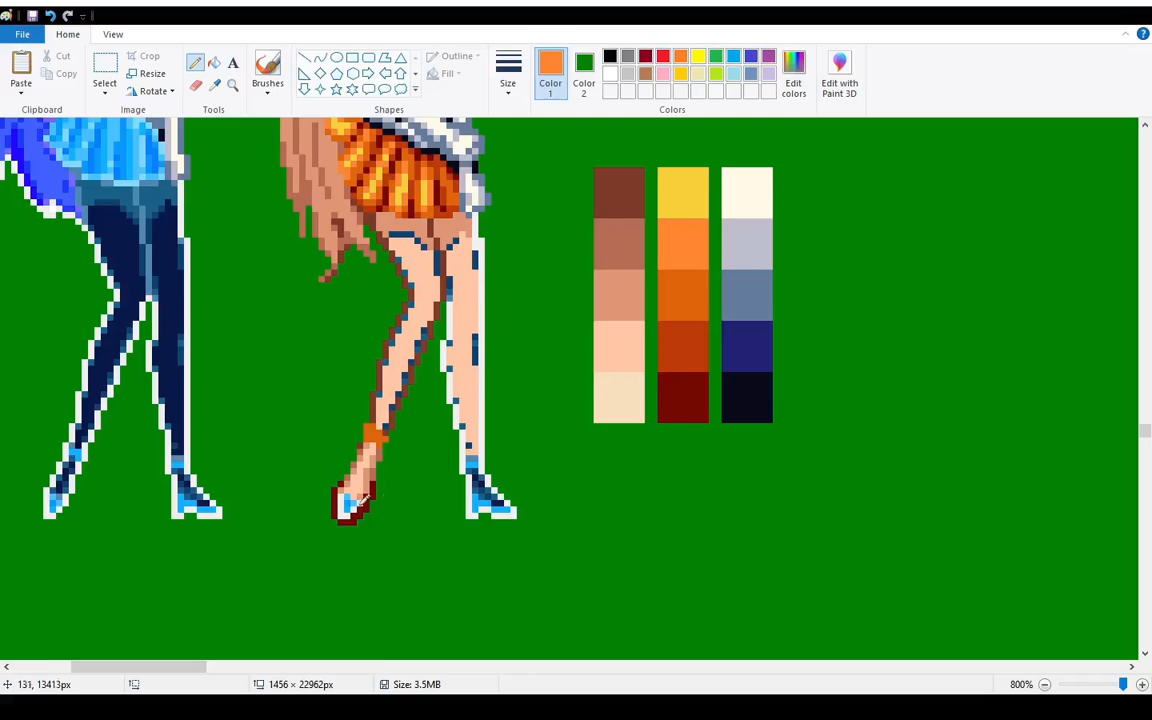 File Home View
Paste
Cut
Copy
Clipboard
Select
Crop
Resize
Rotate
Image
Tools
Brushes
Shapes
Outline
Fill
Size
Color
1
Color
2
Edit
colors
Colors
Edit with
Paint 3D
131, 13413px
1456 × 22962px
Size: 3.5MB
800%